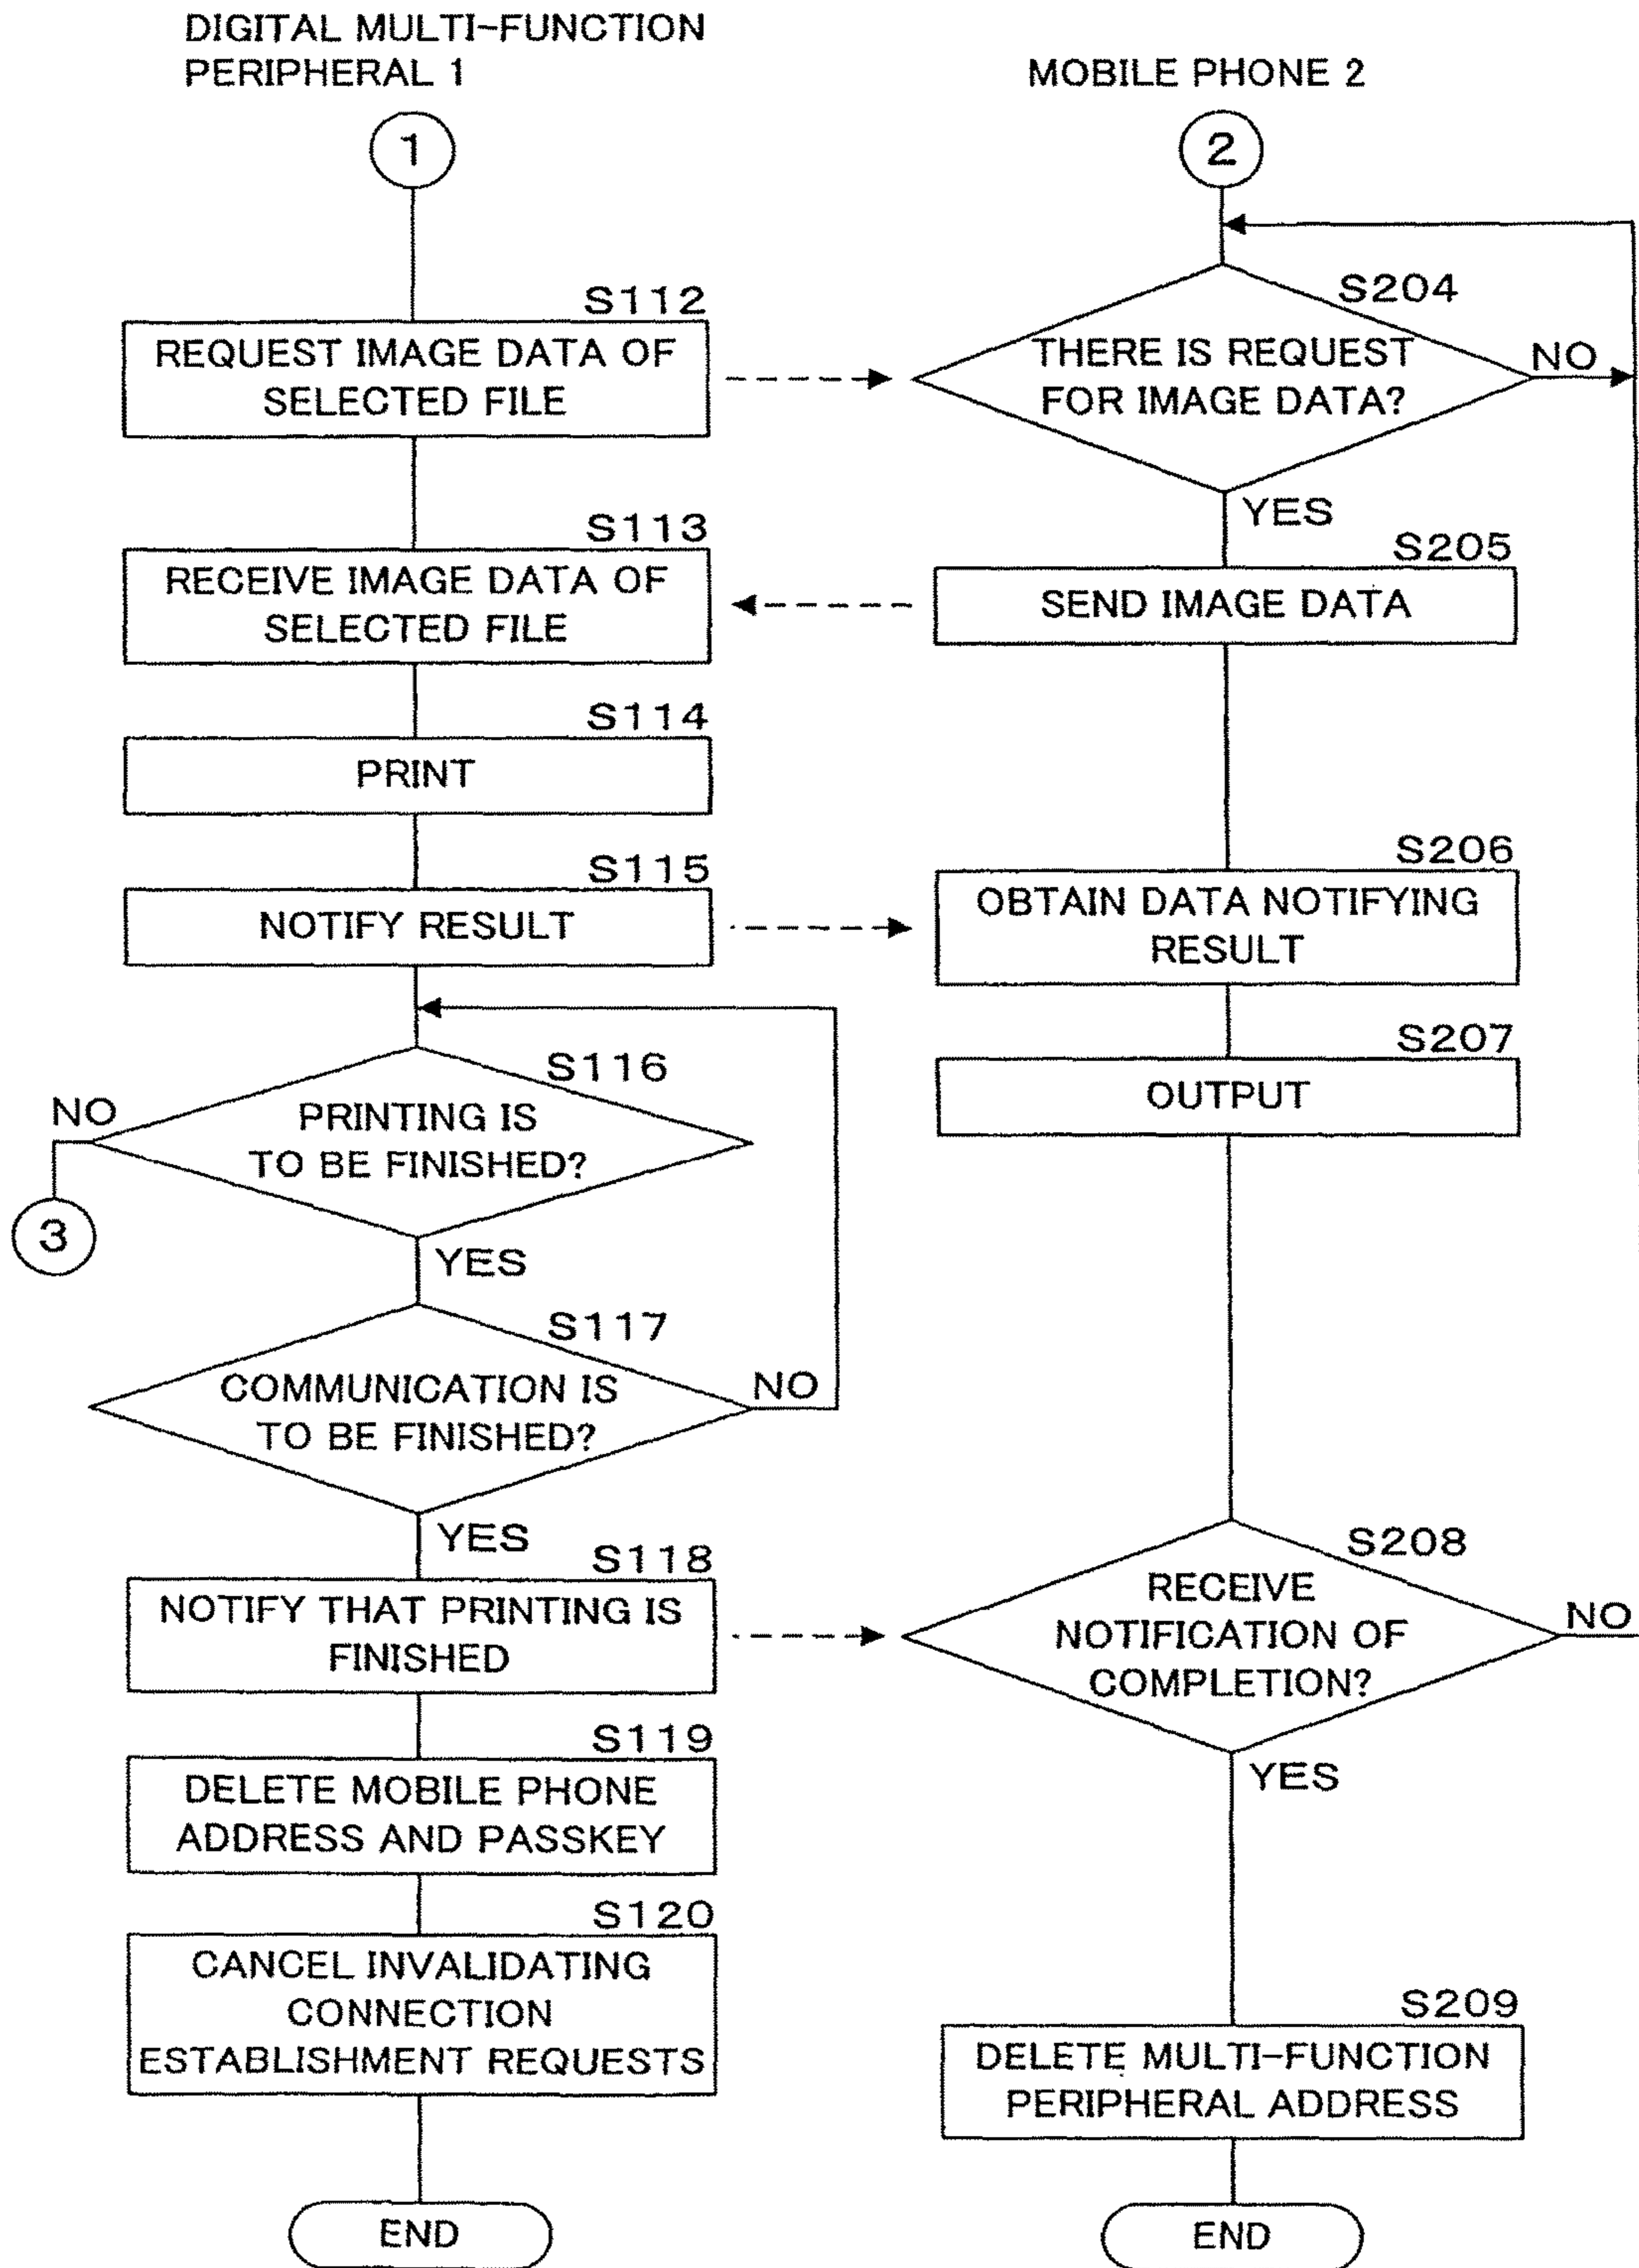 DIGITAL MULTI-FUNCTION
PERIPHERAL 1
1
S112
REQUEST IMAGE DATA OF
SELECTED FILE
S113
RECEIVE IMAGE DATA OF
SELECTED FILE
S114
PRINT
S115
NOTIFY RESULT
S116
PRINTING IS
TO BE FINISHED?
NO
3
YES
S117
COMMUNICATION IS
TO BE FINISHED?
NO
YES
S118
NOTIFY THAT PRINTING IS
FINISHED
S119
DELETE MOBILE PHONE
ADDRESS AND PASSKEY
S120
CANCEL INVALIDATING
CONNECTION
ESTABLISHMENT REQUESTS
END
MOBILE PHONE 2
2
S204
THERE IS REQUEST
FOR IMAGE DATA?
NO
YES
S205
SEND IMAGE DATA
S206
OBTAIN DATA NOTIFYING
RESULT
S207
OUTPUT
S208
RECEIVE
NOTIFICATION OF
COMPLETION?
NO
YES
S209
DELETE MULTI-FUNCTION
PERIPHERAL ADDRESS
END